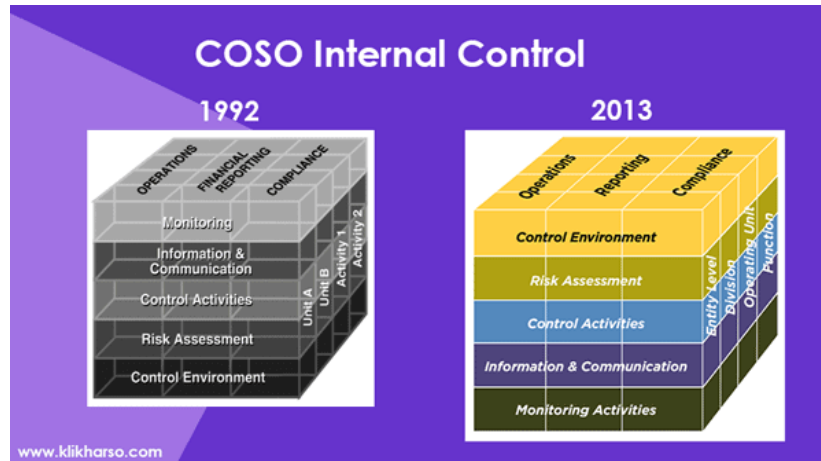 COSO Internal Control
1992
OPERATIONS
FINANCIAL
REPORTING
COMPLIANCE
Monitoring
Information &
Communication
Control Activities
Risk Assessment
Control Environment
Unit A
Unit B
Activity 1
Activity 2
2013
Operations
Reporting
Compliance
Control Environment
Risk Assessment
Control Activities
Information & Communication
Monitoring Activities
Entity Level
Division
Operating Unit
Function
www.klikharso.com